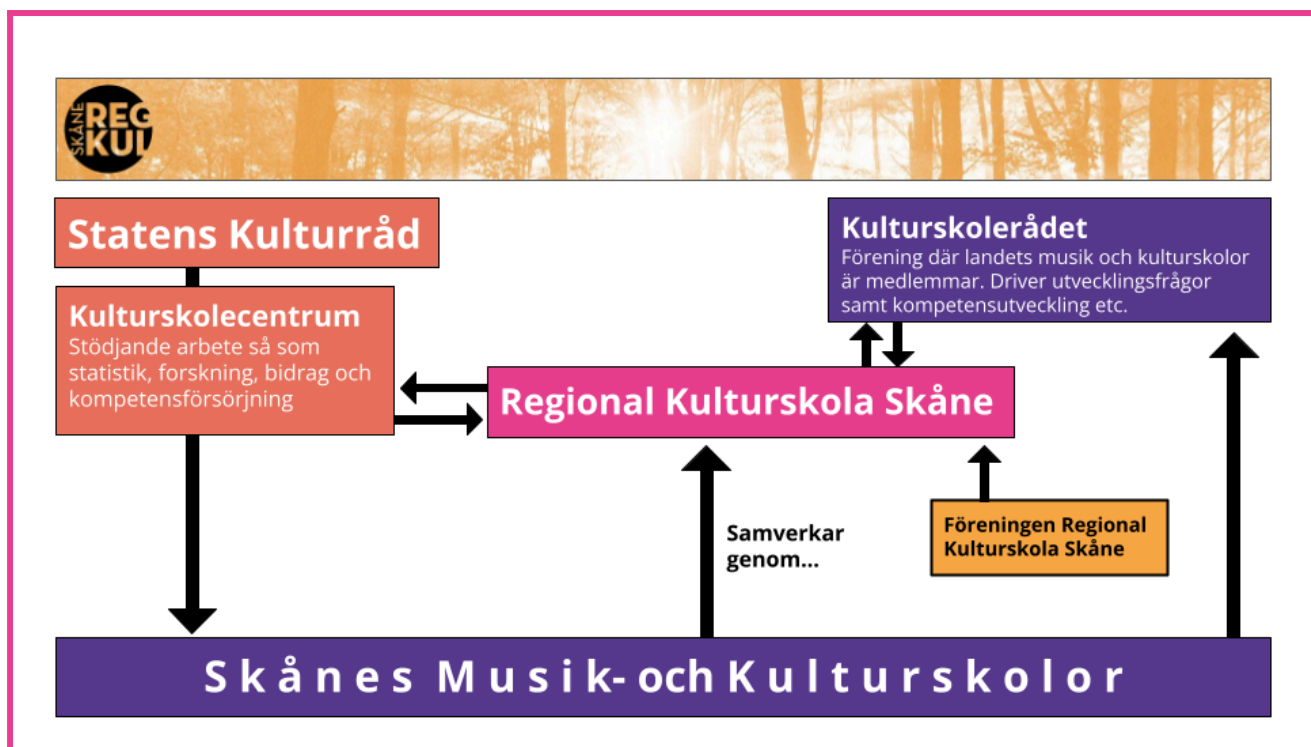 SKÅNE
REG
KUL
Statens Kulturråd
Kulturskolecentrum
Stödjande arbete så som
statistik, forskning, bidrag och
kompetensförsörjning
Kulturskolerådet
Förening där landets musik och kulturskolor
är medlemmar. Driver utvecklingsfrågor
samt kompetensutveckling etc.
Regional Kulturskola Skåne
Samverkar
genom...
Föreningen Regional
Kulturskola Skåne
Skånes Musik- och Kulturskolor